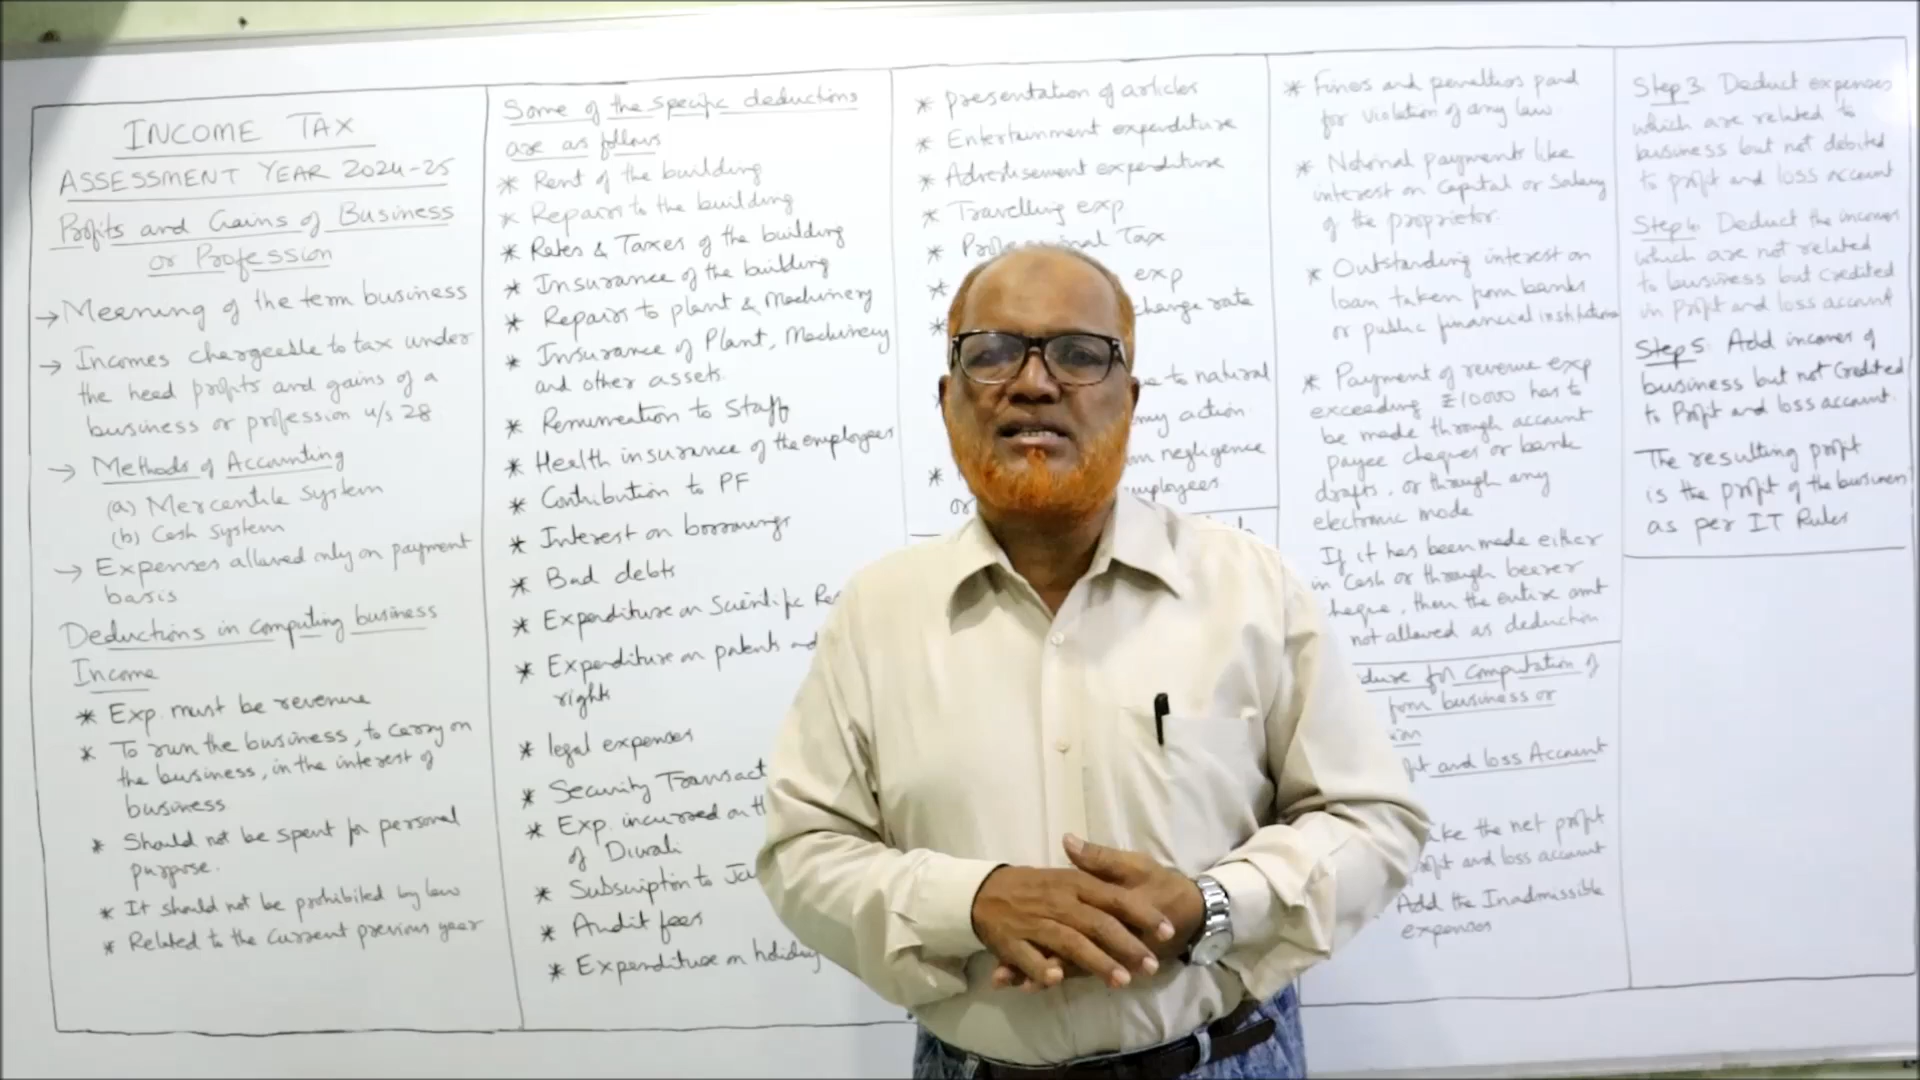 INCOME TAX
ASSESSMENT YEAR 2024-25
Profits and Gains of Business
or Profession
→ Meaning of the term business
→ Incomes chargeable to tax under
the head profits and gains of a
business or profession u/s 28
→ Methods of Accounting
(a) Mercantile System
(b) Cash System
→ Expenses allowed only on payment
basis
Deductions in computing business
Income
* Exp. must be revenue
* To run the business, to carry on
the business, in the interest of
business
* Should not be spent for personal
purpose.
* It should not be prohibited by law
* Related to the current previous year
Some of the specific deductions
are as follows
* Rent of the building
* Repairs to the building
* Rates & Taxes of the building
* Insurance of the building
* Repairs to plant & Machinery
* Insurance of Plant, Machinery
and other assets.
* Remuneration to Staff
* Health insurance of the employees
* Contribution to PF
* Interest on borrowings
* Bad debts
* Expenditure on Scientific Re
* Expenditure on patents and
rights
* legal expenses
* Security Transact
* Exp. incurred on th
of Diwali
* Subscription to
* Audit fees
* Expenditure on holiday
* presentation of articles
* Entertainment expenditure
* Advertisement expenditure
* Travelling exp
* Professional Tax
* exp
* change rate
to natural
my action
negligence
* employees
or
* Fines and penalties paid
for violation of any law.
* Notional payments like
interest on Capital or Salary
of the proprietor.
* Outstanding interest on
loan taken from banks
or public financial institutions
* Payment of revenue exp
exceeding ₹10000 has to
be made through account
payee cheques or bank
drafts, or through any
electronic mode
If it has been made either
in Cash or through bearer
heque, then the entire amt
not allowed as deduction
dure for Computation of
from business or
ion
fit and loss Account
ake the net profit
ofit and loss account
Add the Inadmissible
expenses
Step 3: Deduct expenses
which are related to
business but not debited
to profit and loss account
Step 4: Deduct the incomes
which are not related
to business but credited
in profit and loss account
Step 5: Add incomes of
business but not credited
to Profit and loss account.
The resulting profit
is the profit of the business
as per IT Rules